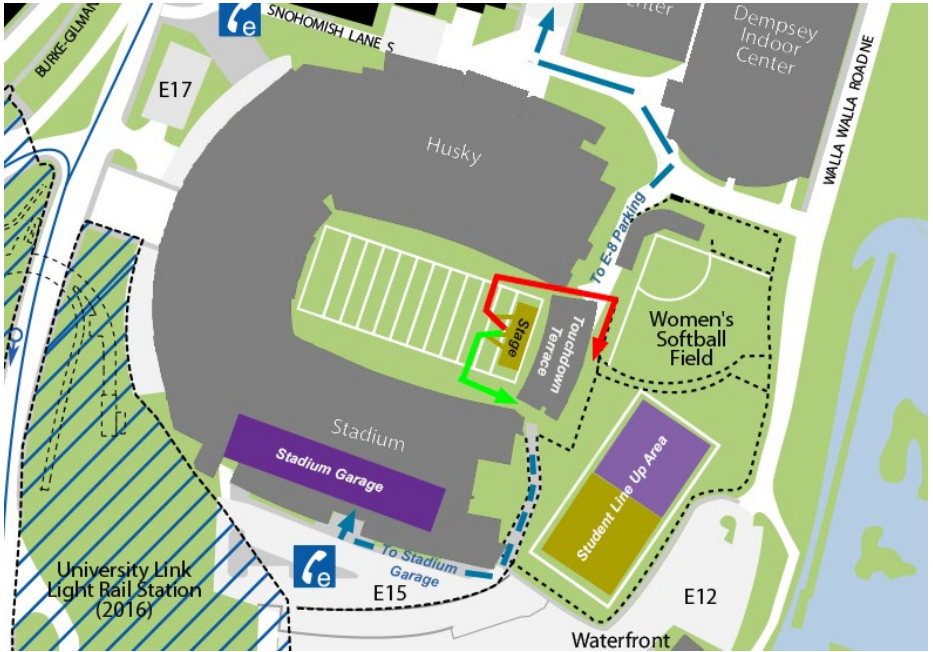 BURKE-GILMAN
e
SNOHOMISH LANE S
Center
Dempsey
Indoor
Center
E17
Husky
WALLA WALLA ROAD NE
To E-8 Parking
Stage
Touchdown
Terrace
Women's
Softball
Field
Stadium
Stadium Garage
Student Line Up Area
To Stadium
Garage
e
E15
E12
University Link
Light Rail Station
(2016)
Waterfront